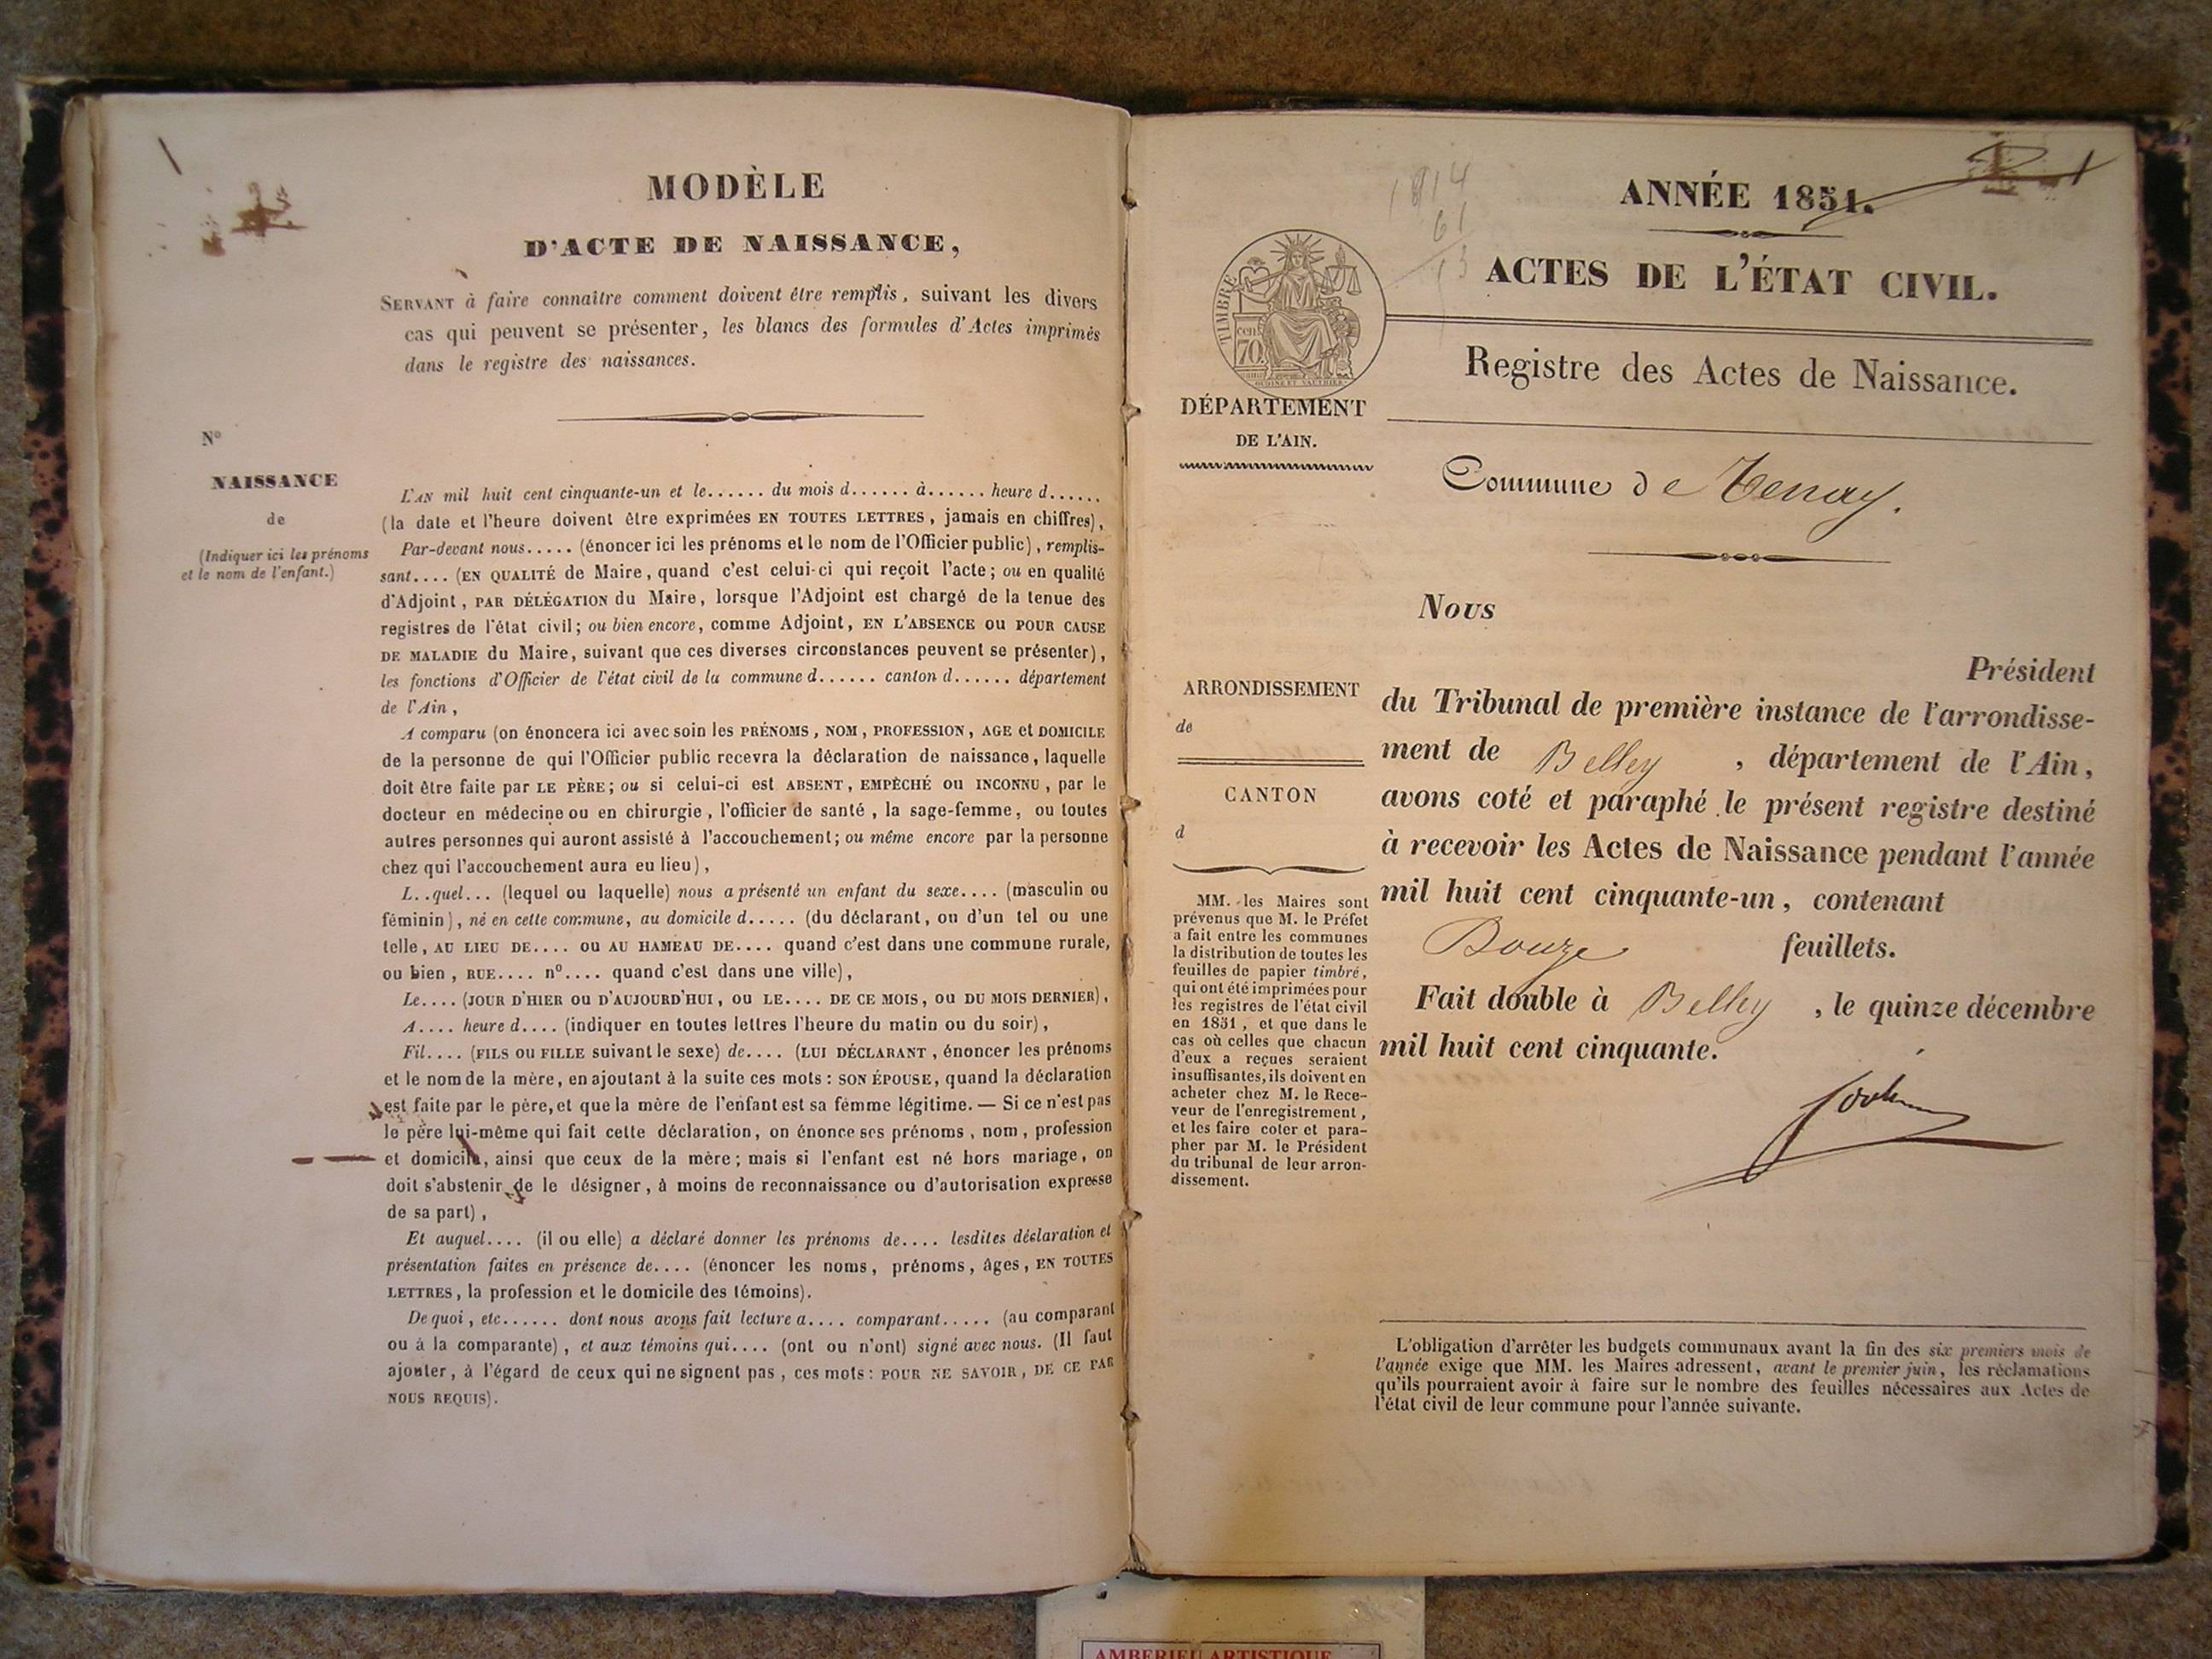 MODÈLE
D'ACTE DE NAISSANCE,
SERVANT à faire connaître comment doivent être remplis, suivant les divers
cas qui peuvent se présenter, les blancs des formules d'Actes imprimés
dans le registre des naissances.
N°
NAISSANCE
de
(Indiquer ici les prénoms
et le nom de l'enfant.)
L'AN mil huit cent cinquante-un et le...... du mois d...... à...... heure d......
(la date et l'heure doivent être exprimées EN TOUTES LETTRES, jamais en chiffres),
Par-devant nous..... (énoncer ici les prénoms et le nom de l'Officier public), remplis-
sant.... (EN QUALITÉ de Maire, quand c'est celui-ci qui reçoit l'acte; ou en qualité
d'Adjoint, PAR DÉLÉGATION du Maire, lorsque l'Adjoint est chargé de la tenue des
registres de l'état civil; ou bien encore, comme Adjoint, EN L'ABSENCE OU POUR CAUSE
DE MALADIE du Maire, suivant que ces diverses circonstances peuvent se présenter),
les fonctions d'Officier de l'état civil de la commune d...... canton d...... département
de l'Ain,
A comparu (on énoncera ici avec soin les PRÉNOMS, NOM, PROFESSION, AGE et DOMICILE
de la personne de qui l'Officier public recevra la déclaration de naissance, laquelle
doit être faite par LE PÈRE; ou si celui-ci est ABSENT, EMPÊCHÉ OU INCONNU, par le
docteur en médecine ou en chirurgie, l'officier de santé, la sage-femme, ou toutes
autres personnes qui auront assisté à l'accouchement; ou même encore par la personne
chez qui l'accouchement aura eu lieu),
L..quel... (lequel ou laquelle) nous a présenté un enfant du sexe.... (masculin ou
féminin), né en cette commune, au domicile d..... (du déclarant, ou d'un tel ou une
telle, AU LIEU DE.... OU AU HAMEAU DE.... quand c'est dans une commune rurale,
ou bien, RUE.... n°.... quand c'est dans une ville),
Le.... (JOUR D'HIER OU D'AUJOURD'HUI, OU LE.... DE CE MOIS, OU DU MOIS DERNIER),
A.... heure d.... (indiquer en toutes lettres l'heure du matin ou du soir),
Fil.... (FILS OU FILLE suivant le sexe) de.... (LUI DÉCLARANT, énoncer les prénoms
et le nom de la mère, en ajoutant à la suite ces mots: SON ÉPOUSE, quand la déclaration
est faite par le père, et que la mère de l'enfant est sa femme légitime. — Si ce n'est pas
le père lui-même qui fait cette déclaration, on énonce ses prénoms, nom, profession
et domicile, ainsi que ceux de la mère; mais si l'enfant est né hors mariage, on
doit s'abstenir de le désigner, à moins de reconnaissance ou d'autorisation expresse
de sa part),
Et auquel.... (il ou elle) a déclaré donner les prénoms de.... lesdites déclaration et
présentation faites en présence de.... (énoncer les noms, prénoms, âges, EN TOUTES
LETTRES, la profession et le domicile des témoins).
De quoi, etc...... dont nous avons fait lecture a.... comparant..... (au comparant
ou à la comparante), et aux témoins qui.... (ont ou n'ont) signé avec nous. (Il faut
ajouter, à l'égard de ceux qui ne signent pas, ces mots: POUR NE SAVOIR, DE CE PAR
NOUS REQUIS).
1814
61
13
ANNÉE 1851.
ACTES DE L'ÉTAT CIVIL.
TIMBRE
cen.
70
OUDINE ET VAUTHIER
Registre des Actes de Naissance.
DÉPARTEMENT
DE L'AIN.
Commune de Tenay.
Nous
Président
du Tribunal de première instance de l'arrondisse-
ment de Belley, département de l'Ain,
avons coté et paraphé le présent registre destiné
à recevoir les Actes de Naissance pendant l'année
mil huit cent cinquante-un, contenant
Douze feuillets.
Fait double à Belley, le quinze décembre
mil huit cent cinquante.
ARRONDISSEMENT
de
CANTON
d
MM. les Maires sont
prévenus que M. le Préfet
a fait entre les communes
la distribution de toutes les
feuilles de papier timbré,
qui ont été imprimées pour
les registres de l'état civil
en 1851, et que dans le
cas où celles que chacun
d'eux a reçues seraient
insuffisantes, ils doivent en
acheter chez M. le Rece-
veur de l'enregistrement,
et les faire coter et para-
pher par M. le Président
du tribunal de leur arron-
dissement.
L'obligation d'arrêter les budgets communaux avant la fin des six premiers mois de
l'année exige que MM. les Maires adressent, avant le premier juin, les réclamations
qu'ils pourraient avoir à faire sur le nombre des feuilles nécessaires aux Actes de
l'état civil de leur commune pour l'année suivante.
AMBERIEU ARTISTIQUE